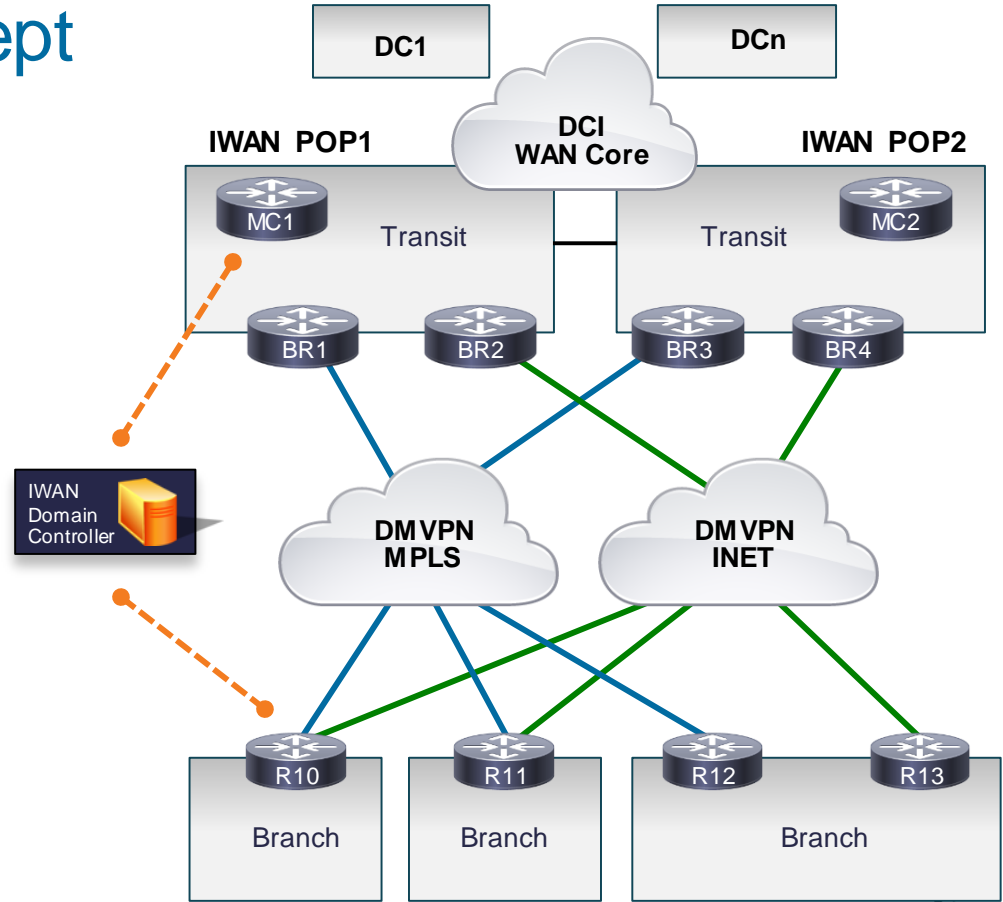 ept
DC1
DCn
DCI
WAN Core
IWAN POP1
IWAN POP2
MC1
Transit
Transit
MC2
BR1
BR2
BR3
BR4
IWAN
Domain
Controller
DMVPN
MPLS
DMVPN
INET
R10
R11
R12
R13
Branch
Branch
Branch